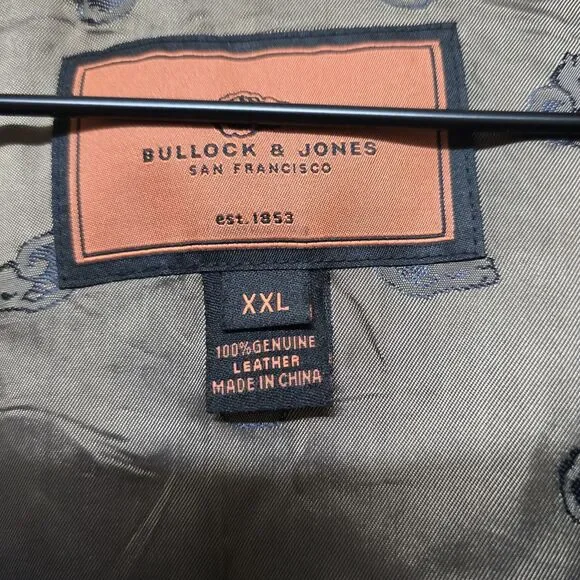 BULLOCK & JONES
SAN FRANCISCO
est.1853
XXL
100%GENUINE
LEATHER
MADE IN CHINA